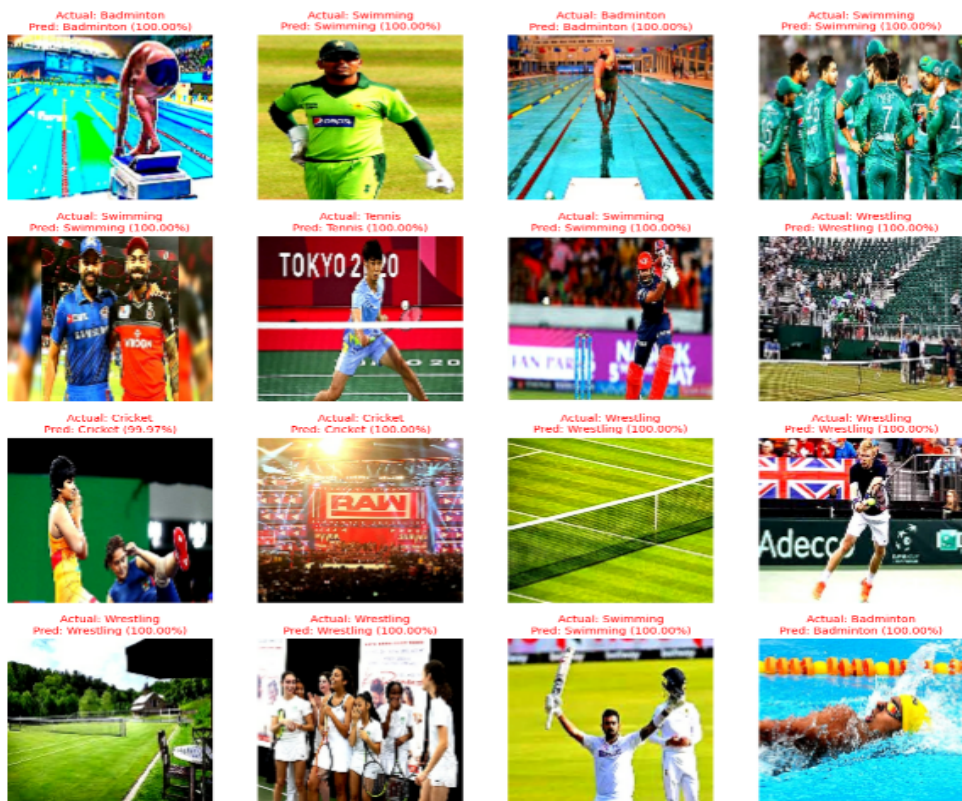 Actual: Badminton
Pred: Badminton (100.00%)
Actual: Swimming
Pred: Swimming (100.00%)
Actual: Badminton
Pred: Badminton (100.00%)
Actual: Swimming
Pred: Swimming (100.00%)
pepsi
7
4
Actual: Swimming
Pred: Swimming (100.00%)
Actual: Tennis
Pred: Tennis (100.00%)
Actual: Swimming
Pred: Swimming (100.00%)
Actual: Wrestling
Pred: Wrestling (100.00%)
TOKYO 2020
Actual: Cricket
Pred: Cricket (99.97%)
Actual: Cricket
Pred: Cricket (100.00%)
Actual: Wrestling
Pred: Wrestling (100.00%)
Actual: Wrestling
Pred: Wrestling (100.00%)
RAW
Adecco
Actual: Wrestling
Pred: Wrestling (100.00%)
Actual: Wrestling
Pred: Wrestling (100.00%)
Actual: Swimming
Pred: Swimming (100.00%)
Actual: Badminton
Pred: Badminton (100.00%)